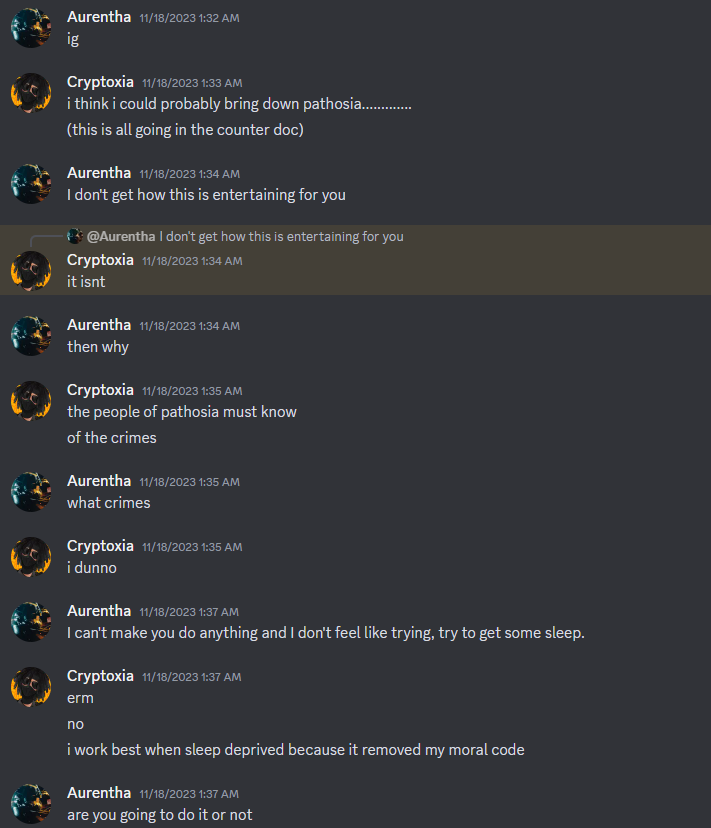 Aurentha 11/18/2023 1:32 AM
ig
Cryptoxia 11/18/2023 1:33 AM
i think i could probably bring down pathosia.............
(this is all going in the counter doc)
Aurentha 11/18/2023 1:34 AM
I don't get how this is entertaining for you
@Aurentha I don't get how this is entertaining for you
Cryptoxia 11/18/2023 1:34 AM
it isnt
Aurentha 11/18/2023 1:34 AM
then why
Cryptoxia 11/18/2023 1:35 AM
the people of pathosia must know
of the crimes
Aurentha 11/18/2023 1:35 AM
what crimes
Cryptoxia 11/18/2023 1:35 AM
i dunno
Aurentha 11/18/2023 1:37 AM
I can't make you do anything and I don't feel like trying, try to get some sleep.
Cryptoxia 11/18/2023 1:37 AM
erm
no
i work best when sleep deprived because it removed my moral code
Aurentha 11/18/2023 1:37 AM
are you going to do it or not